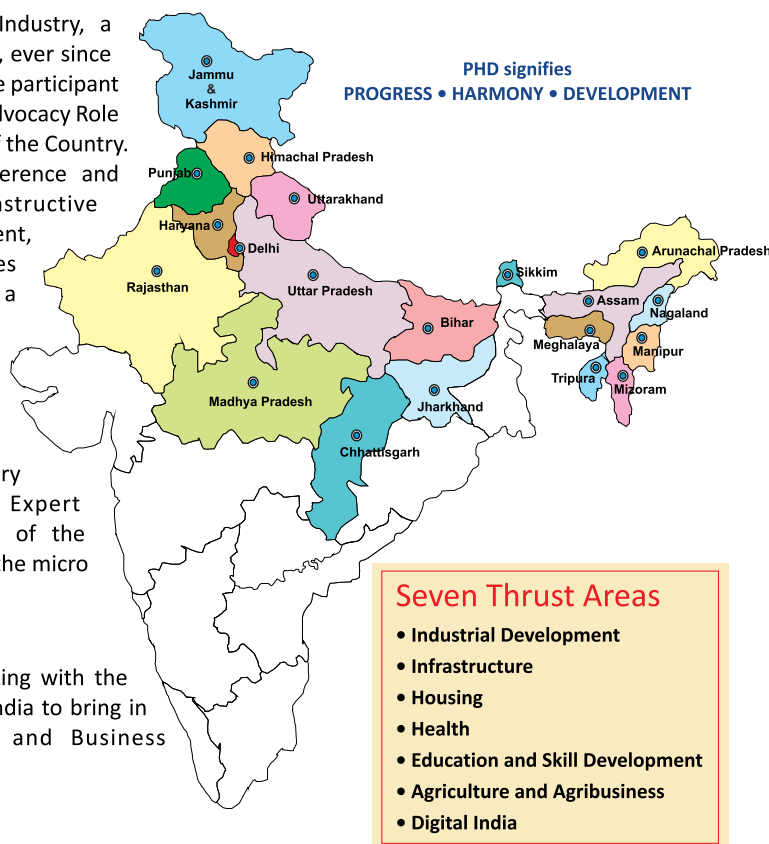 Industry, a
, ever since
e participant
dvocacy Role
f the Country.
erence and
nstructive
ent,
es
a
ry
Expert
of the
the micro
king with the
ndia to bring in
and Business
PHD signifies
PROGRESS • HARMONY • DEVELOPMENT
Jammu
&
Kashmir
Himachal Pradesh
Punjab
Uttarakhand
Haryana
Delhi
Rajasthan
Uttar Pradesh
Bihar
Sikkim
Arunachal Pradesh
Assam
Nagaland
Meghalaya
Manipur
Tripura
Mizoram
Madhya Pradesh
Jharkhand
Chhattisgarh
Seven Thrust Areas
• Industrial Development
• Infrastructure
• Housing
• Health
• Education and Skill Development
• Agriculture and Agribusiness
• Digital India